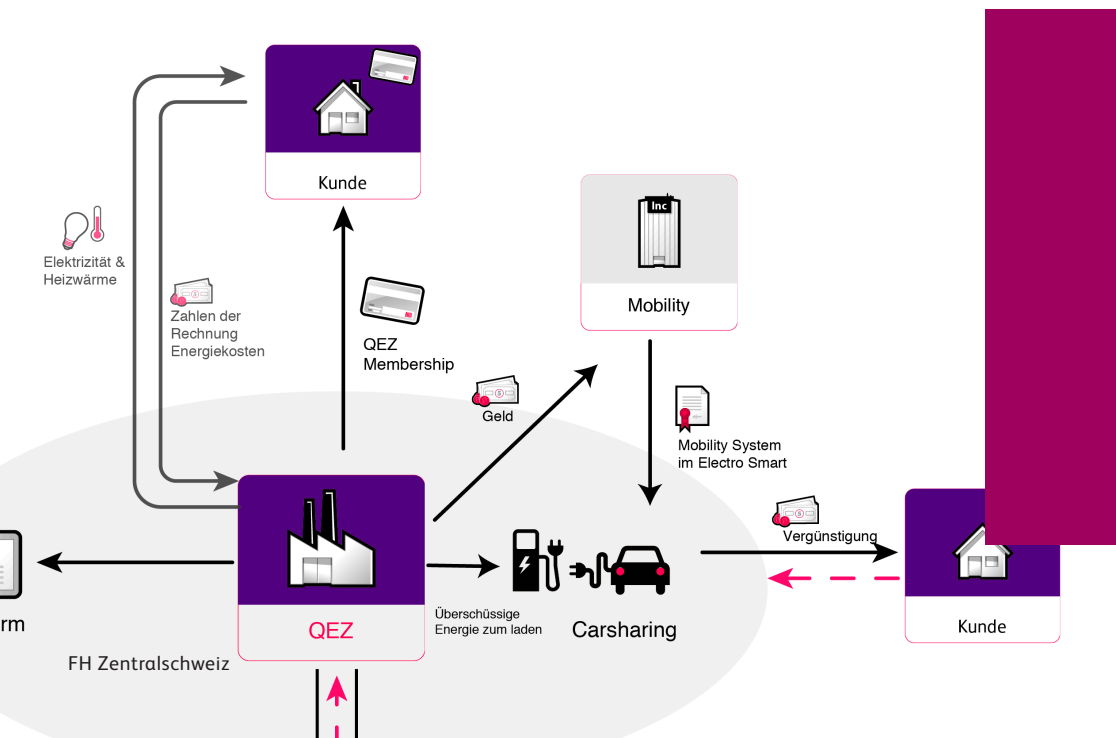 Kunde
Inc
Elektrizität &
Heizwärme
Zahlen der
Rechnung
Energiekosten
QEZ
Membership
Mobility
Geld
Mobility System
im Electro Smart
Vergünstigung
Kunde
rm
QEZ
Überschüssige
Energie zum laden
Carsharing
FH Zentralschweiz